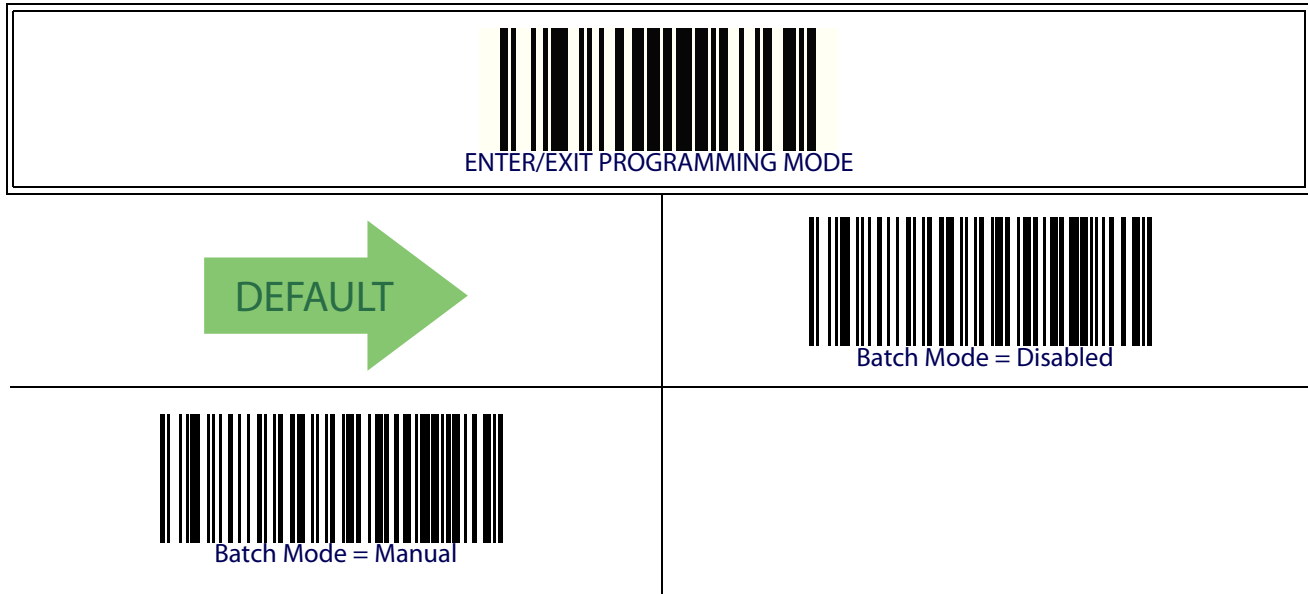 ENTER/EXIT PROGRAMMING MODE
DEFAULT
Batch Mode = Disabled
Batch Mode = Manual